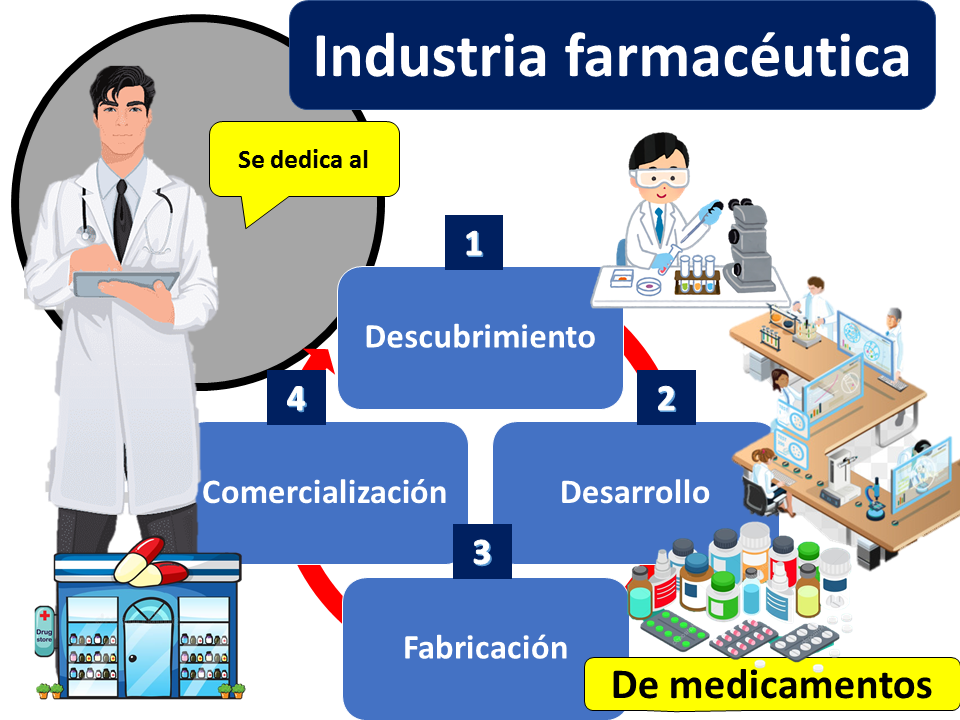 Industria farmacéutica
Se dedica al
1
Descubrimiento
2
Desarrollo
3
Fabricación
4
Comercialización
De medicamentos
Drug
store